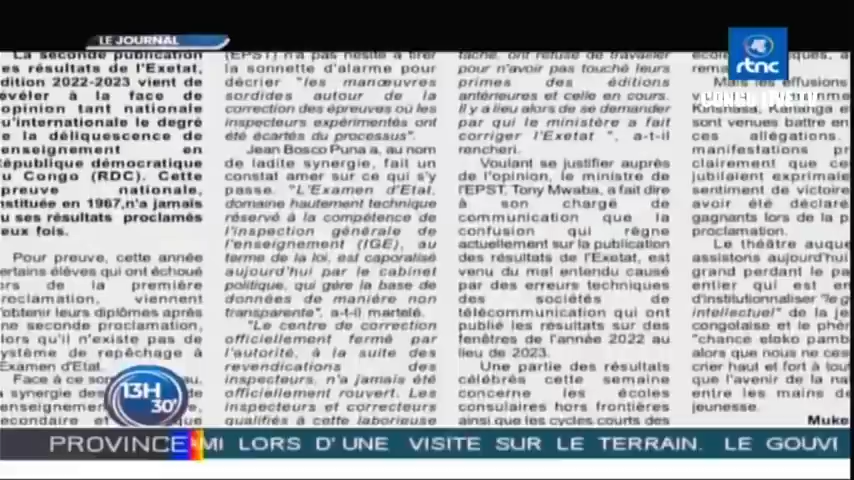 LE JOURNAL
rtnc
La seconde publication
es résultats de l'Exetat,
dition 2022-2023 vient de
évéler à la face de
opinion tant nationale
u'internationale le degré
e la déliquescence de
enseignement en
épublique démocratique
u Congo (RDC). Cette
preuve nationale,
stituée en 1967,n'a jamais
u ses résultats proclamés
eux fois.
Pour preuve, cette année
ertains élèves qui ont échoué
rs de la première
roclamation, viennent
'obtenir leurs diplômes après
ne seconde proclamation,
lors qu'il n'existe pas de
ystème de repêchage à
Examen d'Etat.
Face à ce
a synergie des
enseignement
econdaire et que
(EPST) n'a pas hésité à tirer
la sonnette d'alarme pour
décrier "les manœuvres
sordides autour de la
correction des épreuves où les
inspecteurs expérimentés ont
été écartés du processus".
Jean Bosco Puna a, au nom
de ladite synergie, fait un
constat amer sur ce qui s'y
passe. "L'Examen d'Etat,
domaine hautement technique
réservé à la compétence de
l'inspection générale de
l'enseignement (IGE), au
terme de la loi, est caporalisé
aujourd'hui par le cabinet
politique, qui gère la base de
données de manière non
transparente", a-t-il martelé.
"Le centre de correction
officiellement fermé par
l'autorité, à la suite des
revendications des
inspecteurs, n'a jamais été
officiellement rouvert. Les
inspecteurs et correcteurs
qualifiés à cette laborieuse
tâche, ont refusé de travailler
pour n'avoir pas touché leurs
primes des éditions
antérieures et celle en cours.
Il y a lieu alors de se demander
par qui le ministère a fait
corriger l'Exetat ", a-t-il
renchéri.
Voulant se justifier auprès
de l'opinion, le ministre de
l'EPST, Tony Mwaba, a fait dire
à son chargé de
communication que la
confusion qui règne
actuellement sur la publication
des résultats de l'Exetat, est
venu du mal entendu causé
par des erreurs techniques
des sociétés de
télécommunication qui ont
publié les résultats sur des
fenêtres de l'année 2022 au
lieu de 2023.
Une partie des résultats
célébrés cette semaine
concerne les écoles
consulaires hors frontières
ainsi que les cycles courts des
rema
Mais les effusions
Kinshasa, Katanga e
sont venues battre en
ces allégations.
manifestations pr
clairement que ce
jubilaient exprimaie
sentiment de victoire
avoir été déclaré
gagnants lors de la p
proclamation.
Le théâtre auque
assistons aujourd'hui
grand perdant le pa
entier qui est en
d'institutionnaliser "le g
intellectuel" de la je
congolaise et le phér
"chance eloko pamb
alors que nous ne ces
crier haut et fort à tout
que l'avenir de la nat
entre les mains de
jeunesse.
Muke
13H
30'
PROVINCE MI LORS D'UNE VISITE SUR LE TERRAIN. LE GOUVI